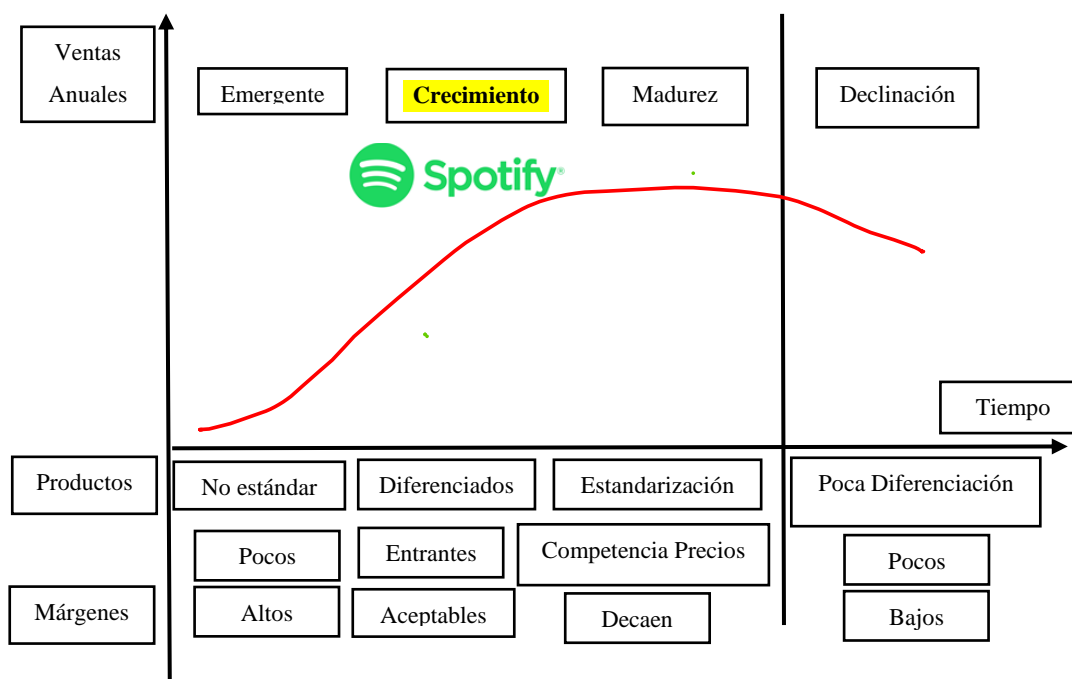 Ventas
Anuales
Emergente
Crecimiento
Madurez
Declinación
Spotify®
Tiempo
Productos
No estándar
Diferenciados
Estandarización
Poca Diferenciación
Pocos
Entrantes
Competencia Precios
Pocos
Márgenes
Altos
Aceptables
Decaen
Bajos